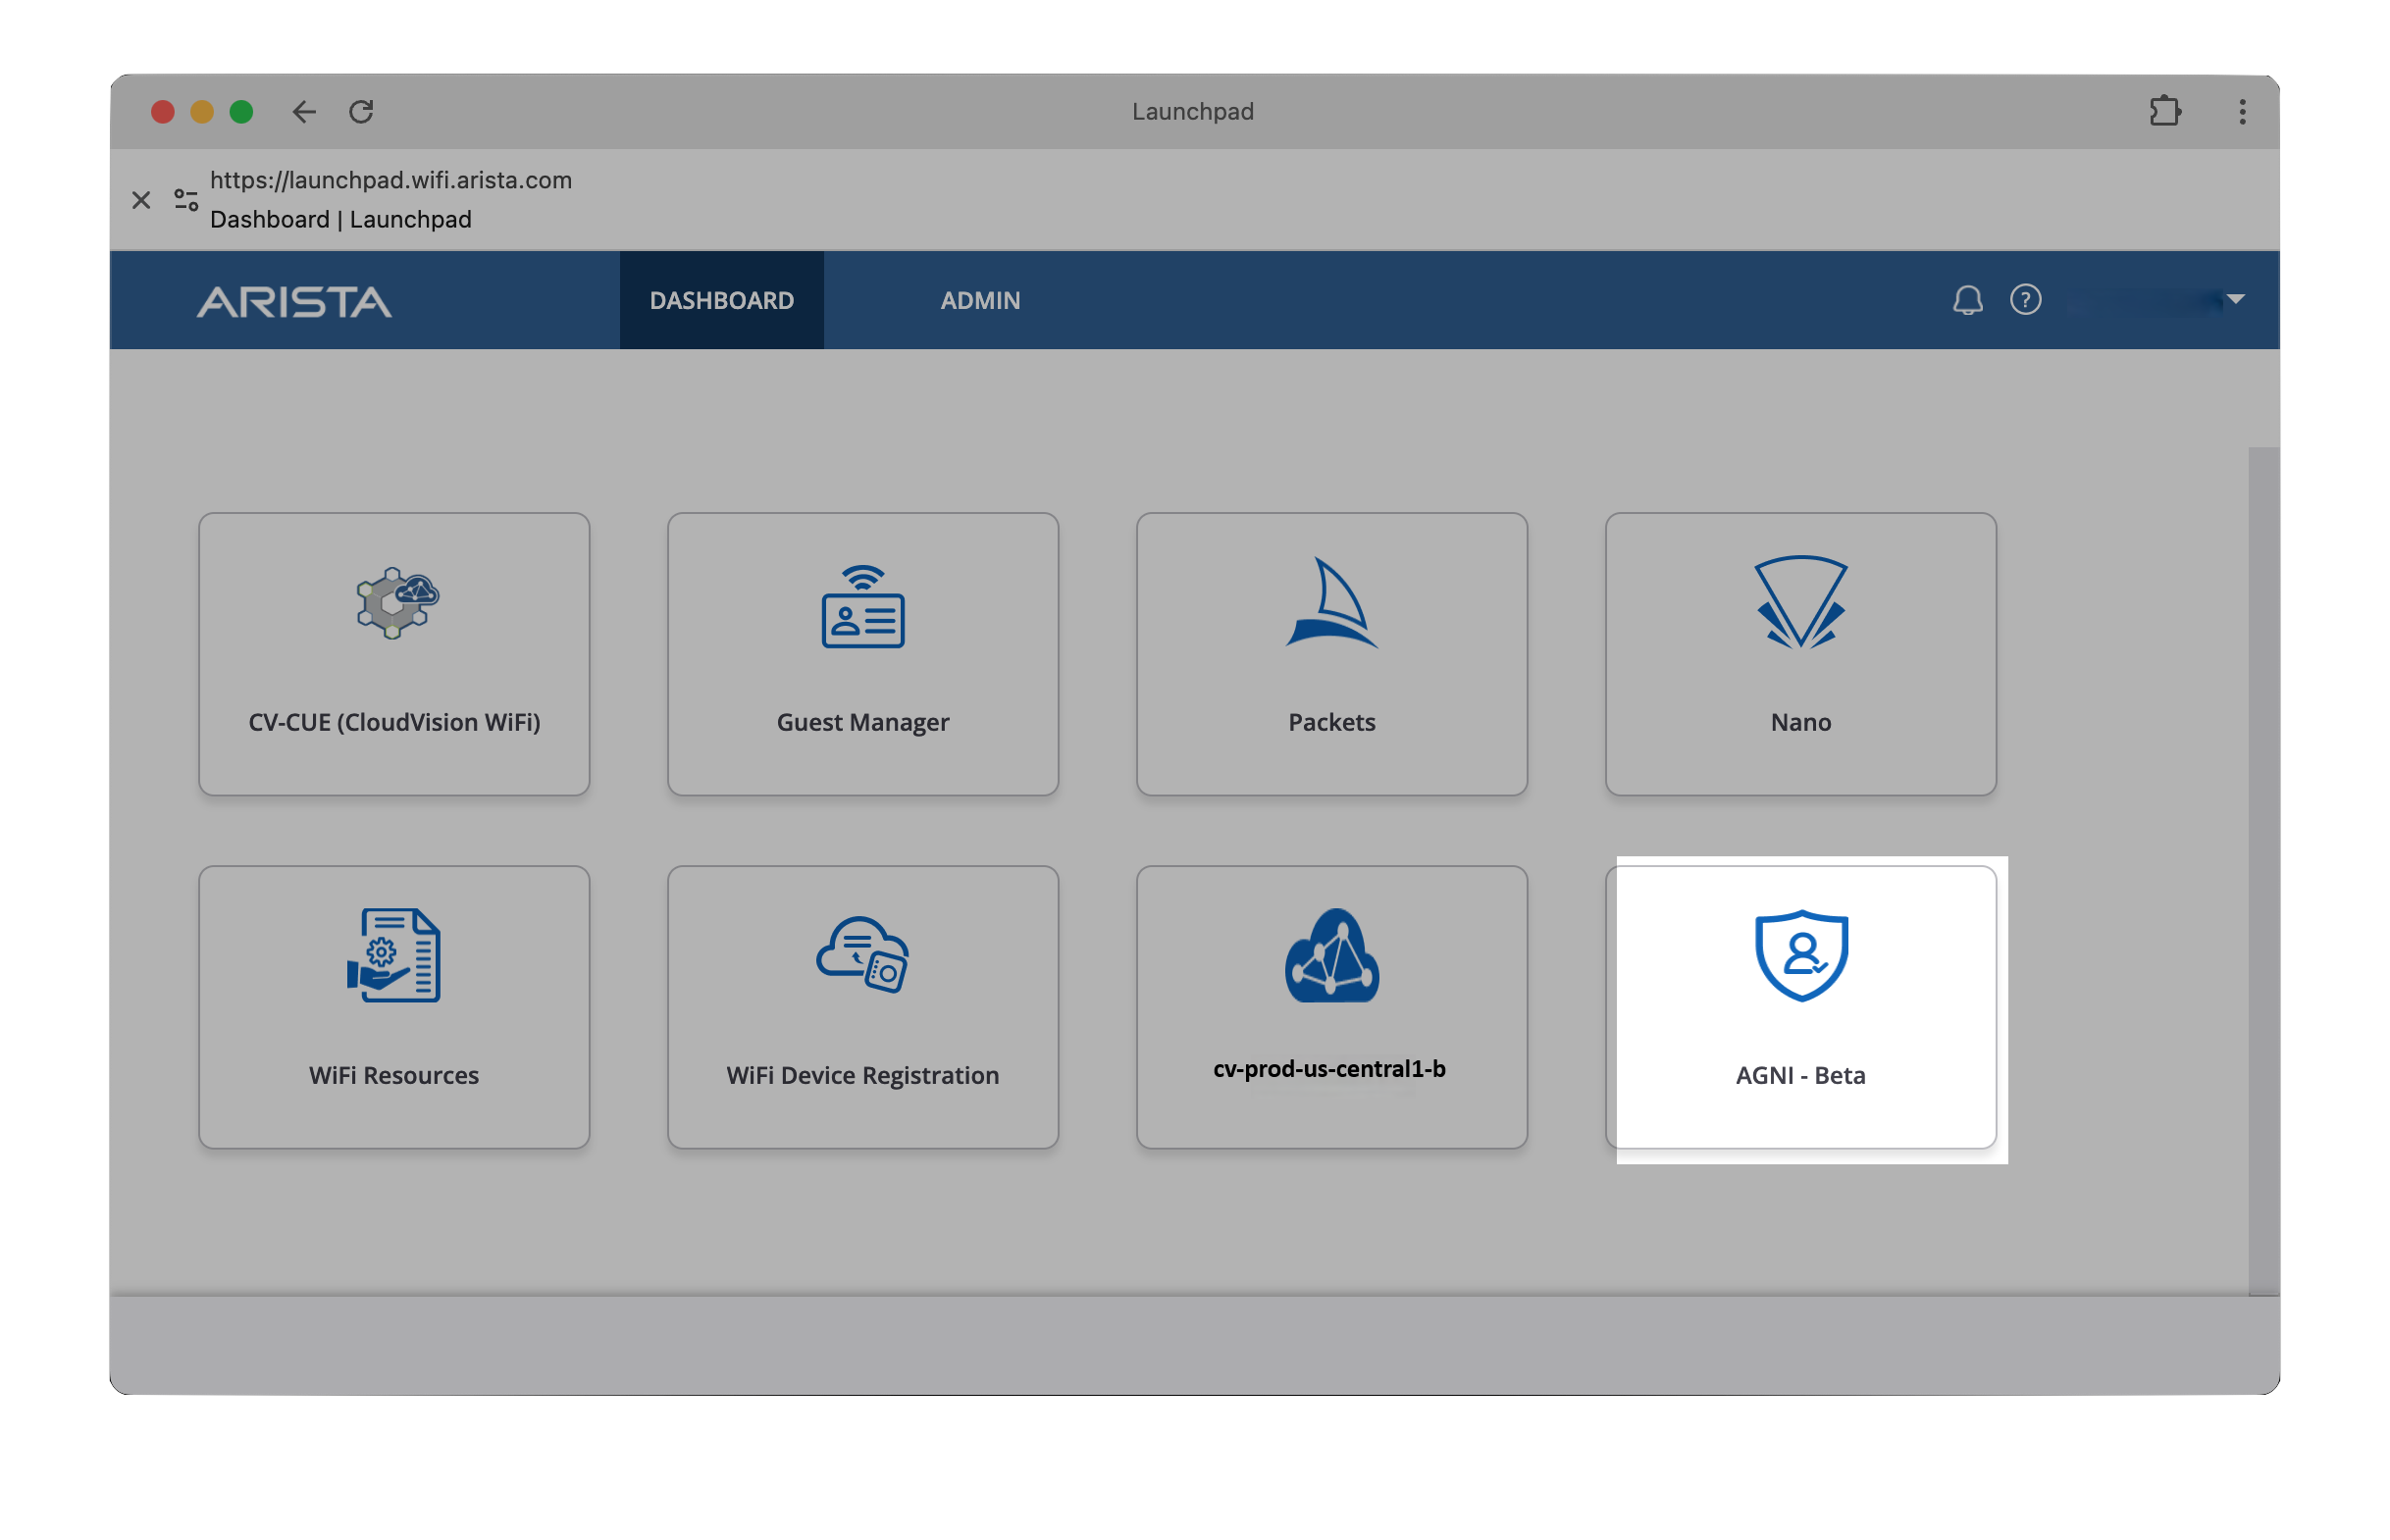 Launchpad
https://launchpad.wifi.arista.com
Dashboard | Launchpad
ARISTA
DASHBOARD
ADMIN
CV-CUE (CloudVision WiFi)
Guest Manager
Packets
Nano
WiFi Resources
WiFi Device Registration
cv-prod-us-central1-b
AGNI - Beta